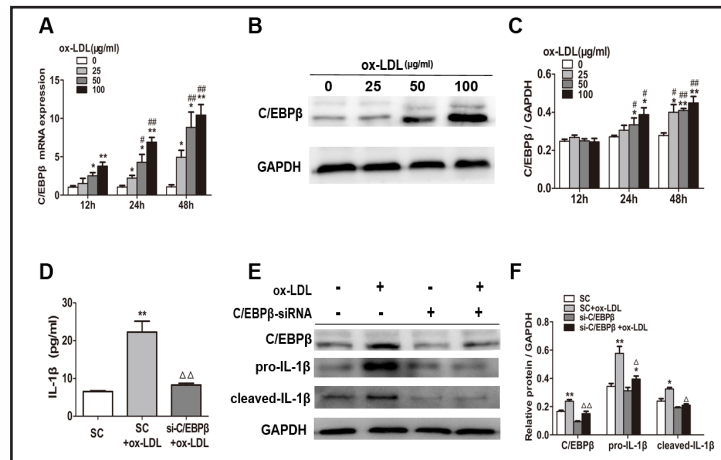 A
ox-LDL(μg/ml)
0
25
50
100
C/EBPβ mRNA expression
15
10
5
0
* ** * # * ## ** * ## * ## **
12h 24h 48h
B
ox-LDL(μg/ml)
0 25 50 100
C/EBPβ
GAPDH
C
ox-LDL(μg/ml)
0
25
50
100
C/EBPβ / GAPDH
0.6
0.4
0.2
0.0
# * # * # * ## ** ## **
12h 24h 48h
D
IL-1β (pg/ml)
30
20
10
0
**
△△
SC SC +ox-LDL si-C/EBPβ +ox-LDL
E
ox-LDL - + - +
C/EBPβ-siRNA - - + +
C/EBPβ
pro-IL-1β
cleaved-IL-1β
GAPDH
F
SC
SC+ox-LDL
si-C/EBPβ
si-C/EBPβ +ox-LDL
Relative protein / GAPDH
0.8
0.6
0.4
0.2
0.0
** △△ ** △ * * △
C/EBPβ pro-IL-1β cleaved-IL-1β